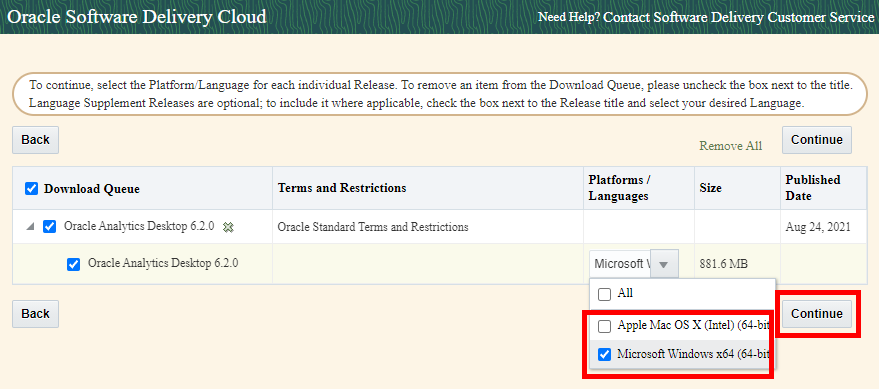 Oracle Software Delivery Cloud
Need Help? Contact Software Delivery Customer Service
To continue, select the Platform/Language for each individual Release. To remove an item from the Download Queue, please uncheck the box next to the title.
Language Supplement Releases are optional; to include it where applicable, check the box next to the Release title and select your desired Language.
Back
Remove All
Continue
Download Queue
Terms and Restrictions
Platforms /
Languages
Size
Published
Date
Oracle Analytics Desktop 6.2.0
Oracle Standard Terms and Restrictions
Aug 24, 2021
Oracle Analytics Desktop 6.2.0
Microsoft
881.6 MB
All
Apple Mac OS X (Intel) (64-bit
Microsoft Windows x64 (64-bit
Back
Continue